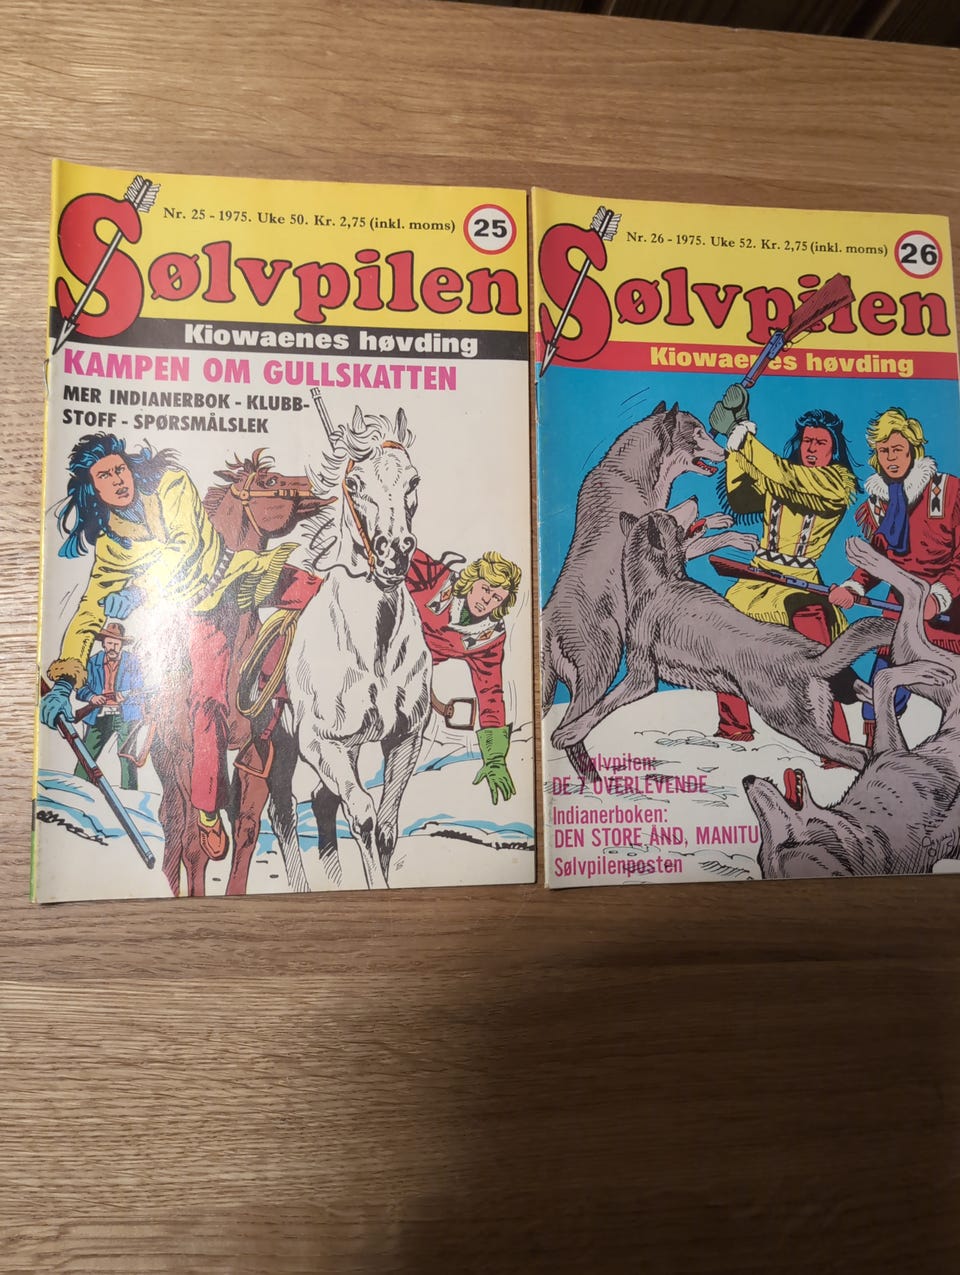 Nr. 25 - 1975. Uke 50. Kr. 2,75 (inkl. moms)
25
Sølvpilen
Kiowaenes høvding
KAMPEN OM GULLSKATTEN
MER INDIANERBOK - KLUBB-
STOFF - SPØRSMÅLSLEK
Nr. 26 - 1975. Uke 52. Kr. 2,75 (inkl. moms)
26
Sølvpilen
Kiowaenes høvding
Sølvpilen:
DE 7 OVERLEVENDE
Indianerboken:
DEN STORE ÅND, MANITU
Sølvpilenposten